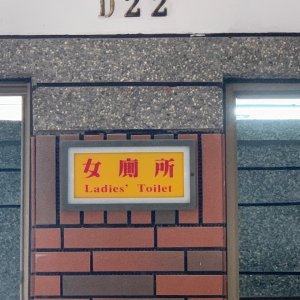 D22
女廁所
Ladies' Toilet